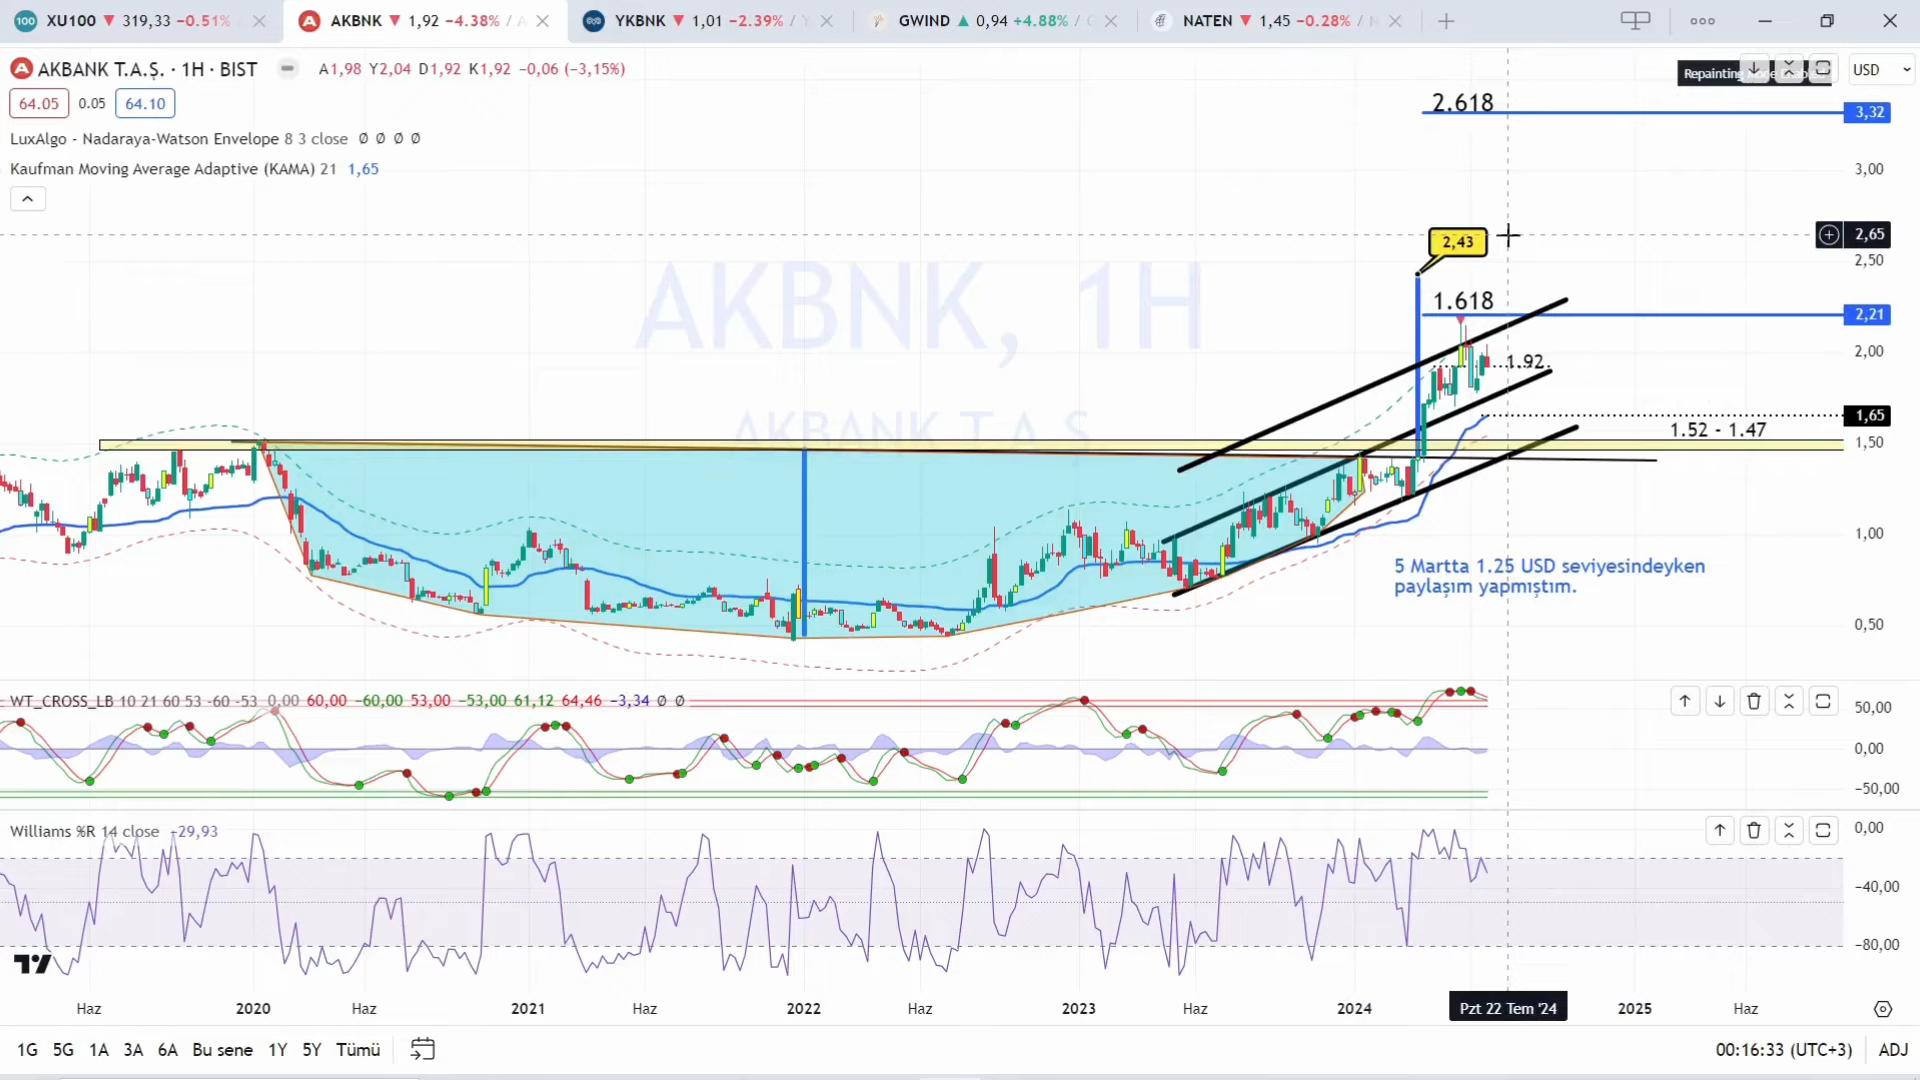 100 XU100 ▼ 319,33 −0.51% /
AKBNK ▼ 1,92 −4.38% / A
YKBNK ▼ 1,01 −2.39% / Y
GWIND ▲ 0,94 +4.88% / G
NATEN ▼ 1,45 −0.28% / N
AKBANK T.A.Ş. · 1H · BIST A1,98 Y2,04 D1,92 K1,92 −0,06 (−3,15%)
Repainting USD
64.05 0.05 64.10
2.618 3,32
LuxAlgo - Nadaraya-Watson Envelope 8 3 close Ø Ø Ø Ø
Kaufman Moving Average Adaptive (KAMA) 21 1,65
3,00
2,65
2,43
2,50
AKBNK, 1H
1.618 2,21
2,00
1.92
AKBANK T.A.Ş.
1,65
1.52 - 1.47
1,50
1,00
5 Martta 1.25 USD seviyesindeyken
paylaşım yapmıştım.
0,50
WT_CROSS_LB 10 21 60 53 -60 -53 0,00 60,00 −60,00 53,00 −53,00 61,12 64,46 −3,34 Ø Ø
50,00
0,00
−50,00
Williams %R 14 close −29,93
0,00
−40,00
−80,00
Haz 2020 Haz 2021 Haz 2022 Haz 2023 Haz 2024 Pzt 22 Tem '24 2025 Haz
1G 5G 1A 3A 6A Bu sene 1Y 5Y Tümü 00:16:33 (UTC+3) ADJ